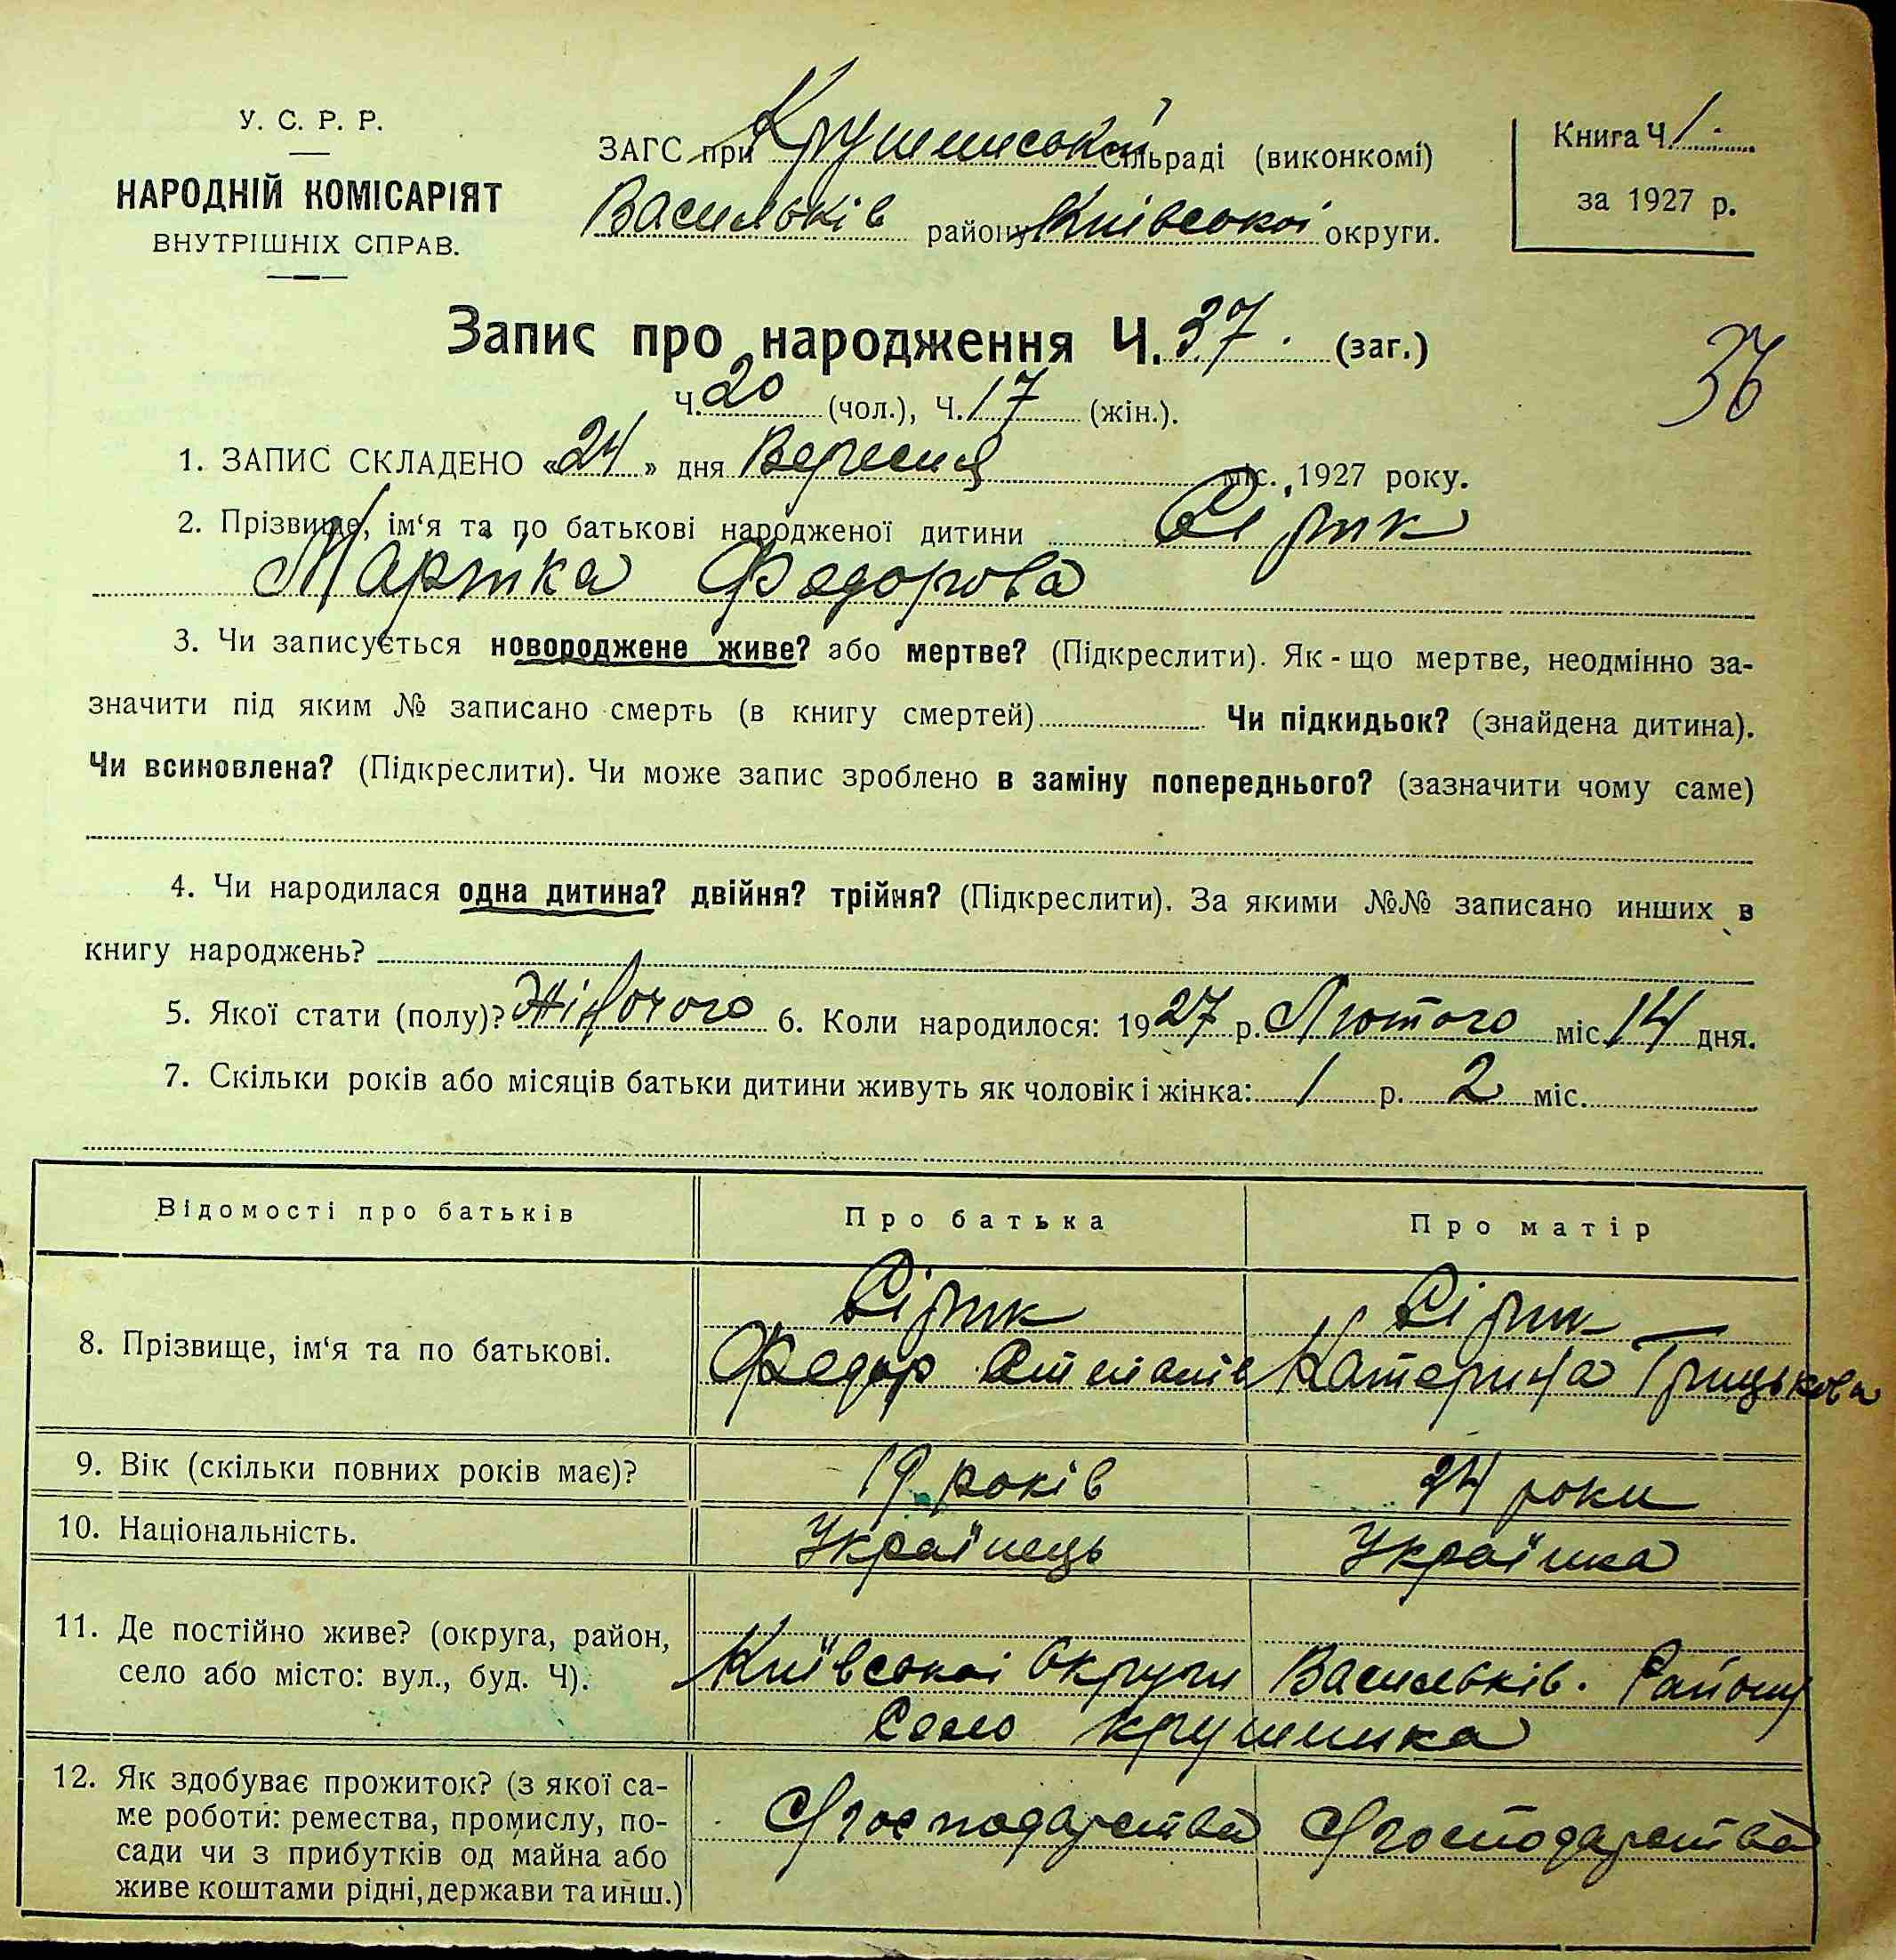 У. С. Р. Р.
НАРОДНІЙ КОМІСАРІЯТ
ВНУТРІШНІХ СПРАВ.
ЗАГС при Крушинській сільраді (виконкомі)
Васильків району Київської округи.
Книга Ч. 1
за 1927 р.
Запис про народження Ч. 37. (заг.)
36
Ч. 20 (чол.), Ч. 17 (жін.).
1. ЗАПИС СКЛАДЕНО «24» дня Вересня міс. 1927 року.
2. Прізвище, ім‘я та по батькові народженої дитини Сірик
Марійка Федорова
3. Чи записується новороджене живе? або мертве? (Підкреслити). Як-що мертве, неодмінно за-
значити під яким № записано смерть (в книгу смертей) Чи підкидьок? (знайдена дитина).
Чи всиновлена? (Підкреслити). Чи може запис зроблено в заміну попереднього? (зазначити чому саме)
4. Чи народилася одна дитина? двійня? трійня? (Підкреслити). За якими №№ записано инших в
книгу народжень?
5. Якої стати (полу)? Жіночого 6. Коли народилося: 1927 р. Лютого міс. 14 дня.
7. Скільки років або місяців батьки дитини живуть як чоловік і жінка: 1 р. 2 міс.
Відомості про батьків Про батька Про матір
8. Прізвище, ім‘я та по батькові.
Сірик Сірик
Федор Степанів Катерина Грицькова
9. Вік (скільки повних років має)? 19 років 24 роки
10. Національність. Українець Українка
11. Де постійно живе? (округа, район,
село або місто: вул., буд. Ч).
Київської Округи Васильків. Району
Село Крушинка
12. Як здобуває прожиток? (з якої са-
ме роботи: ремества, промислу, по-
сади чи з прибутків од майна або
живе коштами рідні, держави та инш.)